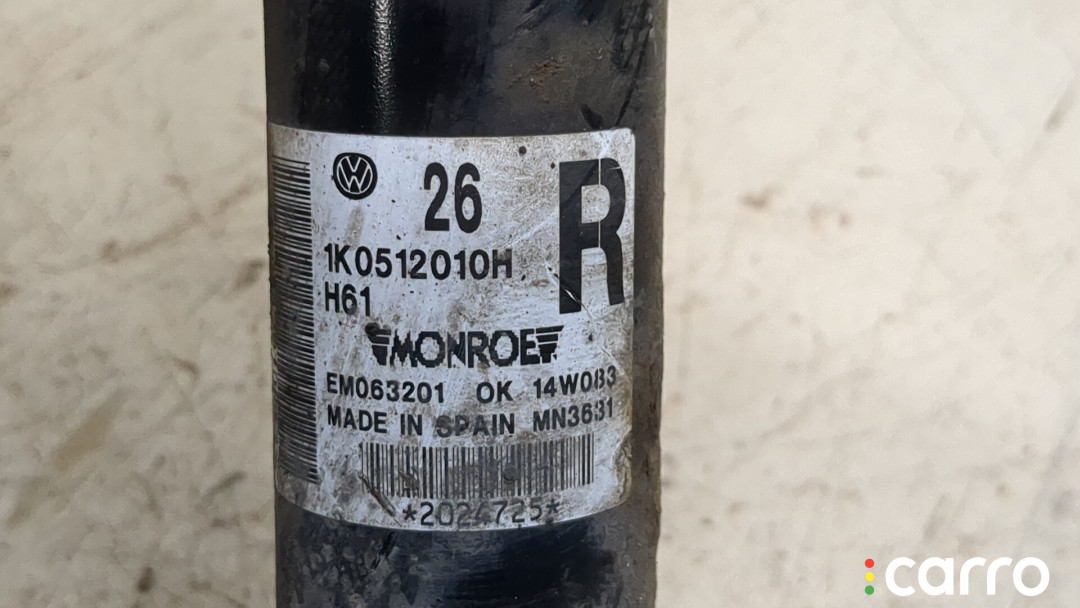 26
R
1K0512010H
H61
MONROE
EM063201 OK 14W083
MADE IN SPAIN MN3631
*2024725*
carro